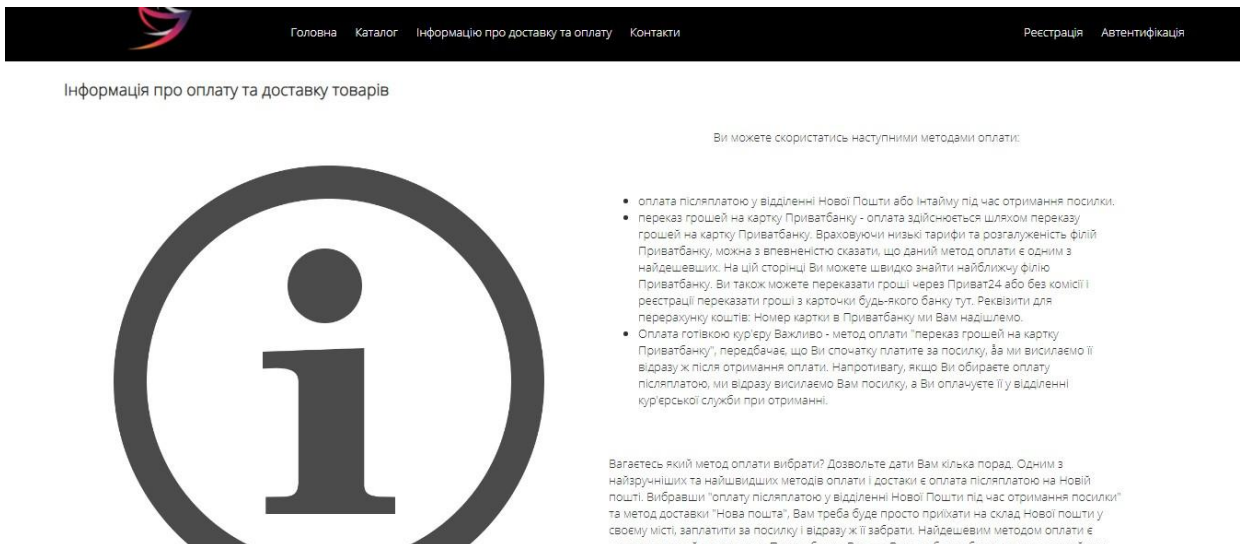 Головна Каталог Інформацію про доставку та оплату Контакти Реєстрація Автентифікація
Інформація про оплату та доставку товарів
Ви можете скористатись наступними методами оплати:
• оплата післяплатою у відділенні Нової Пошти або Інтайму під час отримання посилки.
• переказ грошей на картку Приватбанку - оплата здійснюється шляхом переказу
грошей на картку Приватбанку. Враховуючи низькі тарифи та розгалуженість філій
Приватбанку, можна з впевненістю сказати, що даний метод оплати є одним з
найдешевших. На цій сторінці Ви можете швидко знайти найближчу філію
Приватбанку. Ви також можете переказати гроші через Приват24 або без комісії і
реєстрації переказати гроші з карточки будь-якого банку тут. Реквізити для
перерахунку коштів: Номер картки в Приватбанку ми Вам надішлемо.
• Оплата готівкою кур'єру Важливо - метод оплати "переказ грошей на картку
Приватбанку", передбачає, що Ви спочатку платите за посилку, åа ми висилаємо її
відразу ж після отримання оплати. Напротивагу, якщо Ви обираєте оплату
післяплатою, ми відразу висилаємо Вам посилку, а Ви оплачуєте її у відділенні
кур'єрської служби при отриманні.
Вагаєтесь який метод оплати вибрати? Дозвольте дати Вам кілька порад. Одним з
найзручніших та найшвидших методів оплати і достаки є оплата післяплатою на Новій
пошті. Вибравши "оплату післяплатою у відділенні Нової Пошти під час отримання посилки"
та метод доставки "Нова пошта", Вам треба буде просто приїхати на склад Нової пошти у
своєму місті, заплатити за посилку і відразу ж її забрати. Найдешевим методом оплати є